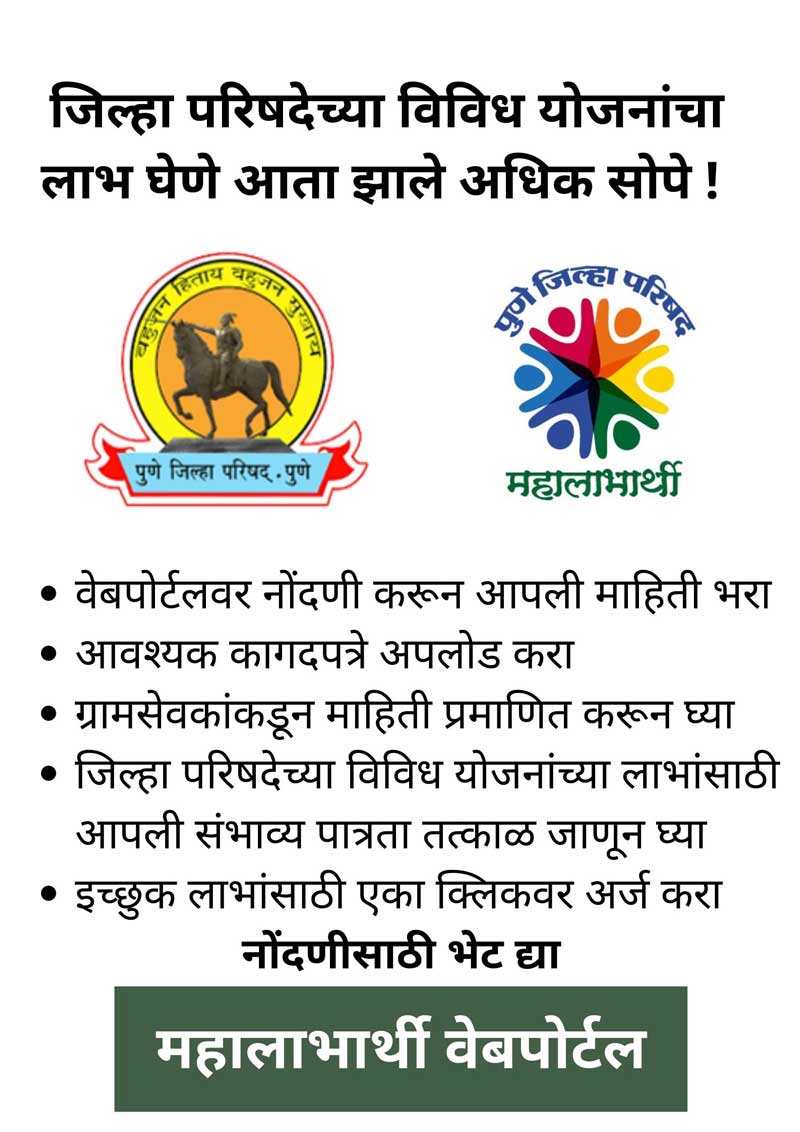 जिल्हा परिषदेच्या विविध योजनांचा
लाभ घेणे आता झाले अधिक सोपे !
बहुजन हिताय बहुजन सुखाय
पुणे जिल्हा परिषद . पुणे
पुणे जिल्हा परिषद
महालाभार्थी
• वेबपोर्टलवर नोंदणी करून आपली माहिती भरा
• आवश्यक कागदपत्रे अपलोड करा
• ग्रामसेवकांकडून माहिती प्रमाणित करून घ्या
• जिल्हा परिषदेच्या विविध योजनांच्या लाभांसाठी
आपली संभाव्य पात्रता तत्काळ जाणून घ्या
• इच्छुक लाभांसाठी एका क्लिकवर अर्ज करा
नोंदणीसाठी भेट द्या
महालाभार्थी वेबपोर्टल